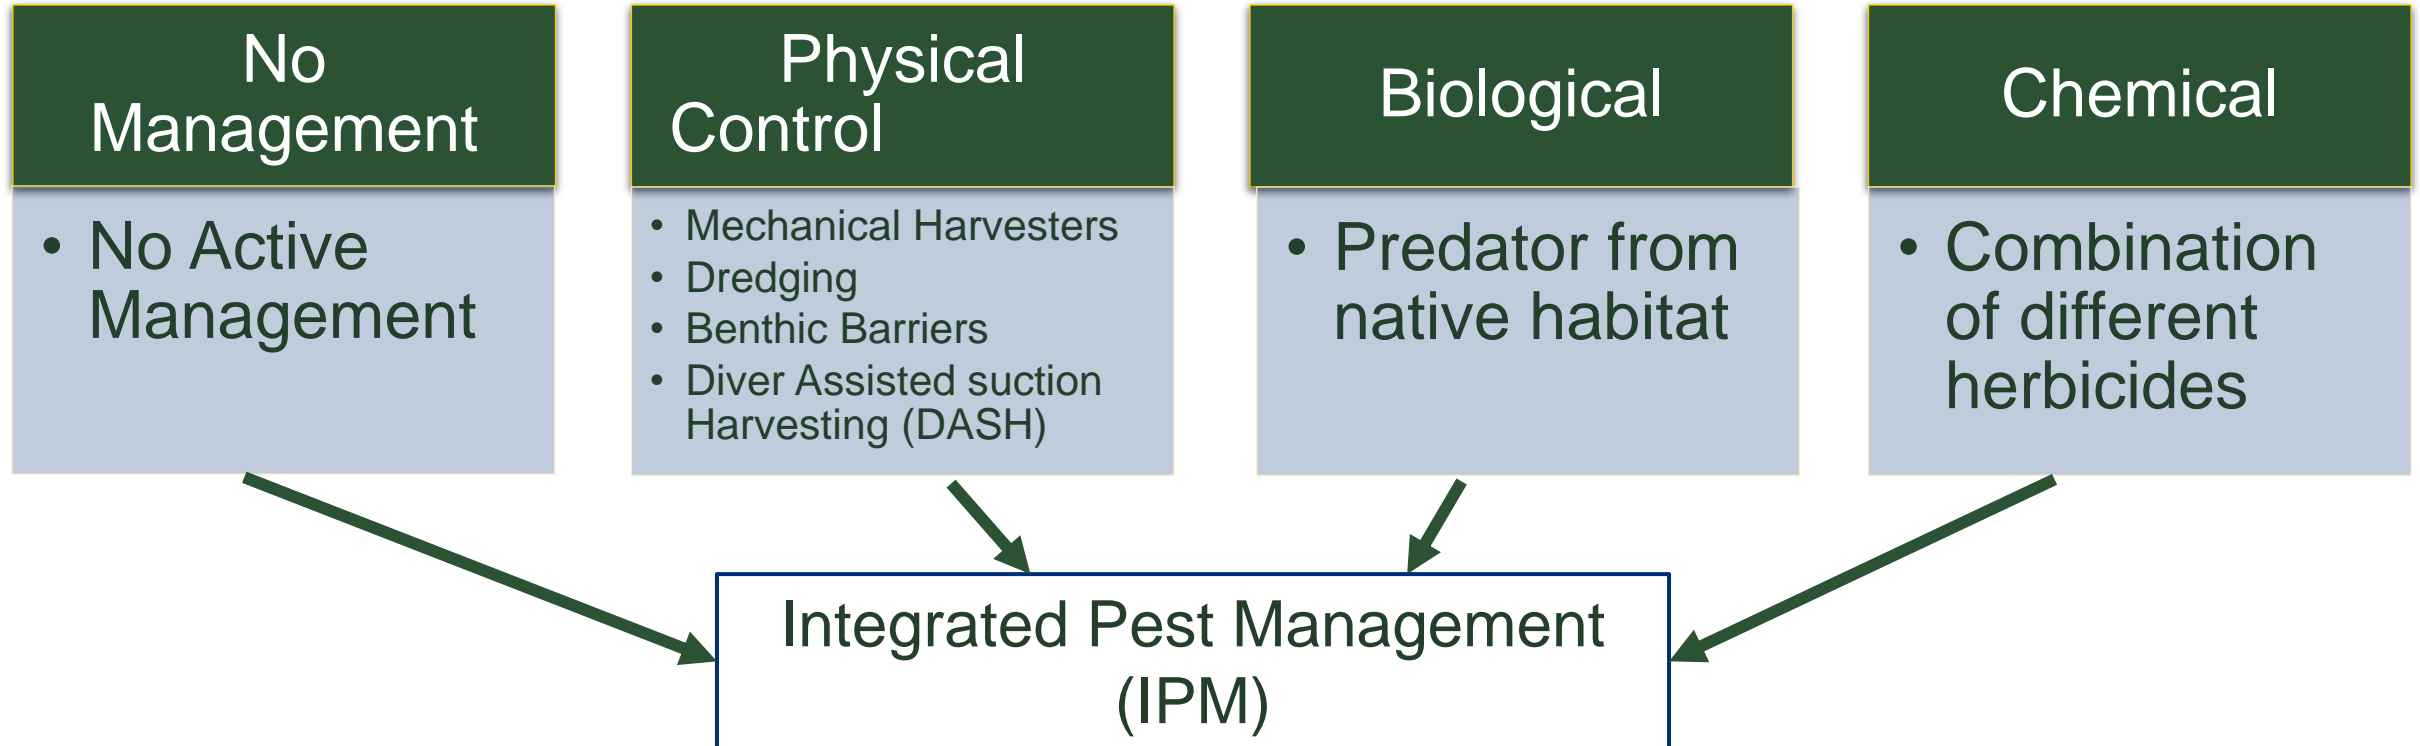 No
Management
• No Active
Management
Physical
Control
• Mechanical Harvesters
• Dredging
• Benthic Barriers
• Diver Assisted suction
Harvesting (DASH)
Biological
• Predator from
native habitat
Chemical
• Combination
of different
herbicides
Integrated Pest Management
(IPM)